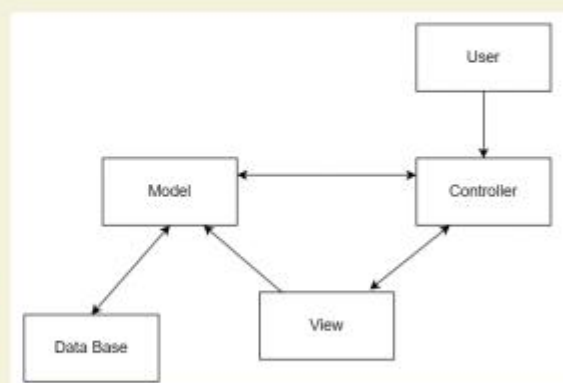 User
Model
Controller
View
Data Base